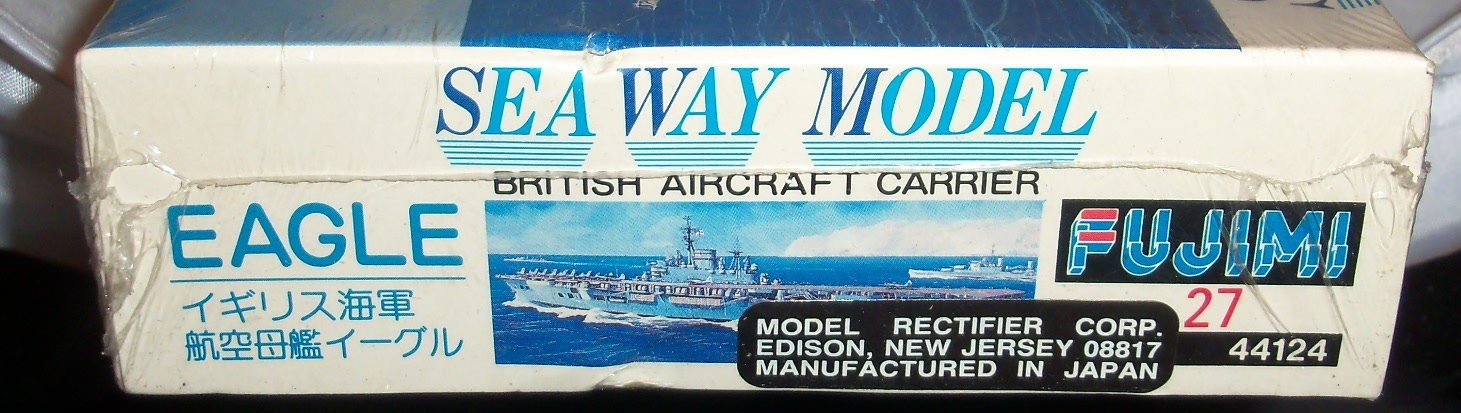 SEA WAY MODEL
BRITISH AIRCRAFT CARRIER
EAGLE
イギリス海軍
航空母艦イーグル
FUJIMI
27
44124
MODEL RECTIFIER CORP.
EDISON, NEW JERSEY 08817
MANUFACTURED IN JAPAN